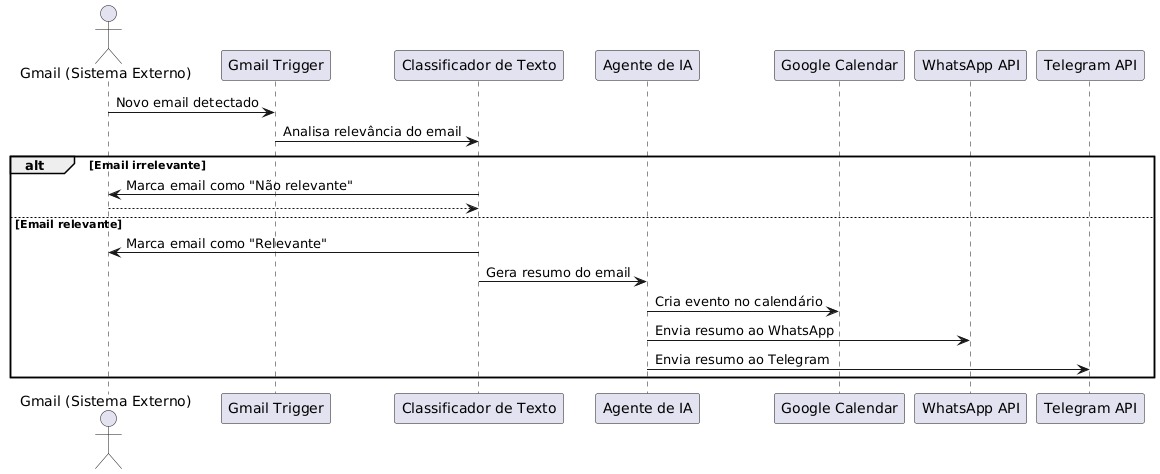 Gmail (Sistema Externo)
Gmail Trigger
Classificador de Texto
Agente de IA
Google Calendar
WhatsApp API
Telegram API
Novo email detectado
Analisa relevância do email
alt
[Email irrelevante]
Marca email como "Não relevante"
[Email relevante]
Marca email como "Relevante"
Gera resumo do email
Cria evento no calendário
Envia resumo ao WhatsApp
Envia resumo ao Telegram
Gmail (Sistema Externo)
Gmail Trigger
Classificador de Texto
Agente de IA
Google Calendar
WhatsApp API
Telegram API